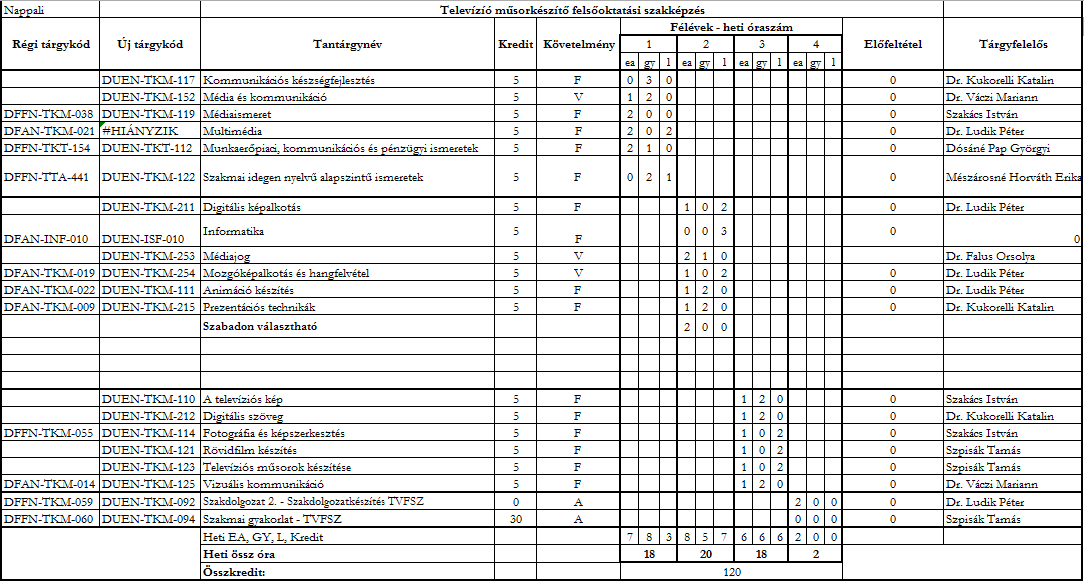 Nappali Televízió műsorkészítő felsőoktatási szakképzés
Félévek - heti óraszám
Régi tárgykód Új tárgykód Tantárgynév Kredit Követelmény 1 2 3 4 Előfeltétel Tárgyfelelős
ea gy l ea gy l ea gy l ea gy l
DUEN-TKM-117 Kommunikációs készségfejlesztés 5 F 0 3 0 0 Dr. Kukorelli Katalin
DUEN-TKM-152 Média és kommunikáció 5 V 1 2 0 0 Dr. Váczi Mariann
DFFN-TKM-038 DUEN-TKM-119 Médiaismeret 5 F 2 0 0 0 Szakács István
DFAN-TKM-021 #HIÁNYZIK Multimédia 5 F 2 0 2 0 Dr. Ludik Péter
DFFN-TKT-154 DUEN-TKT-112 Munkaerőpiaci, kommunikációs és pénzügyi ismeretek 5 F 2 1 0 0 Dósáné Pap Györgyi
DFFN-TTA-441 DUEN-TKM-122 Szakmai idegen nyelvű alapszintű ismeretek 5 F 0 2 1 0 Mészárosné Horváth Erika
DUEN-TKM-211 Digitális képalkotás 5 F 1 0 2 0 Dr. Ludik Péter
DFAN-INF-010 DUEN-ISF-010 Informatika 5 F 0 0 3 0 0
DUEN-TKM-253 Médiajog 5 V 2 1 0 Dr. Falus Orsolya
DFAN-TKM-019 DUEN-TKM-254 Mozgóképalkotás és hangfelvétel 5 V 1 0 2 0 Dr. Ludik Péter
DFAN-TKM-022 DUEN-TKM-111 Animáció készítés 5 F 1 2 0 0 Dr. Ludik Péter
DFAN-TKM-009 DUEN-TKM-215 Prezentációs technikák 5 F 1 2 0 0 Dr. Kukorelli Katalin
Szabadon választható 2 0 0
DUEN-TKM-110 A televíziós kép 5 F 1 2 0 0 Szakács István
DUEN-TKM-212 Digitális szöveg 5 F 1 2 0 0 Dr. Kukorelli Katalin
DFFN-TKM-055 DUEN-TKM-114 Fotográfia és képszerkesztés 5 F 1 0 2 0 Szakács István
DUEN-TKM-121 Rövidfilm készítés 5 F 1 0 2 0 Szpisák Tamás
DUEN-TKM-123 Televíziós műsorok készítése 5 F 1 0 2 0 Szpisák Tamás
DFAN-TKM-014 DUEN-TKM-125 Vizuális kommunikáció 5 F 1 2 0 0 Dr. Váczi Mariann
DFFN-TKM-059 DUEN-TKM-092 Szakdolgozat 2. - Szakdolgozatkészítés TVFSZ 0 A 2 0 0 0 Dr. Ludik Péter
DFFN-TKM-060 DUEN-TKM-094 Szakmai gyakorlat - TVFSZ 30 A 0 0 0 0 Szpisák Tamás
Heti EA, GY, L, Kredit 7 8 3 8 5 7 6 6 6 2 0 0
Heti össz óra 18 20 18 2
Összkredit: 120